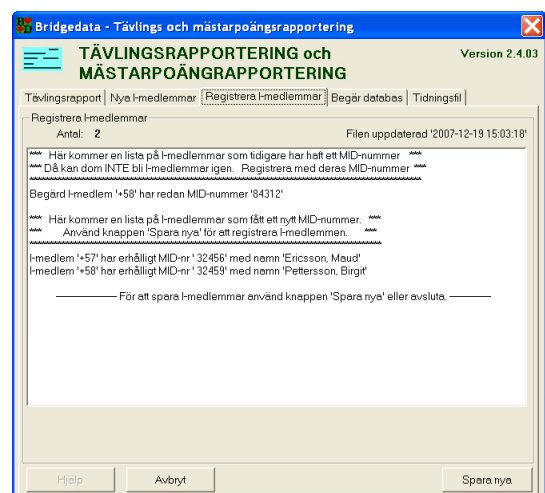 Bridgedata - Tävlings och mästarpoängsrapportering
TÄVLINGSRAPPORTERING och
MÄSTARPOÄNGRAPPORTERING
Version 2.4.03
Tävlingsrapport Nya I-medlemmar Registrera I-medlemmar Begär databas Tidningsfil
Registrera I-medlemmar
Antal: 2 Filen uppdaterad '2007-12-19 15:03:18'
*** Här kommer en lista på I-medlemmar som tidigare har haft ett MID-nummer ***
*** Då kan dom INTE bli I-medlemmar igen. Registrera med deras MID-nummer ***
Begärd I-medlem '+58' har redan MID-nummer '84312'
*** Här kommer en lista på I-medlemmar som fått ett nytt MID-nummer. ***
*** Använd knappen 'Spara nya' för att registrera I-medlemmen. ***
I-medlem '+57' har erhålligt MID-nr ' 32456' med namn 'Ericsson, Maud'
I-medlem '+58' har erhålligt MID-nr ' 32459' med namn 'Pettersson, Birgit'
För att spara I-medlemmar använd knappen 'Spara nya' eller avsluta.
Hjälp Avbryt Spara nya